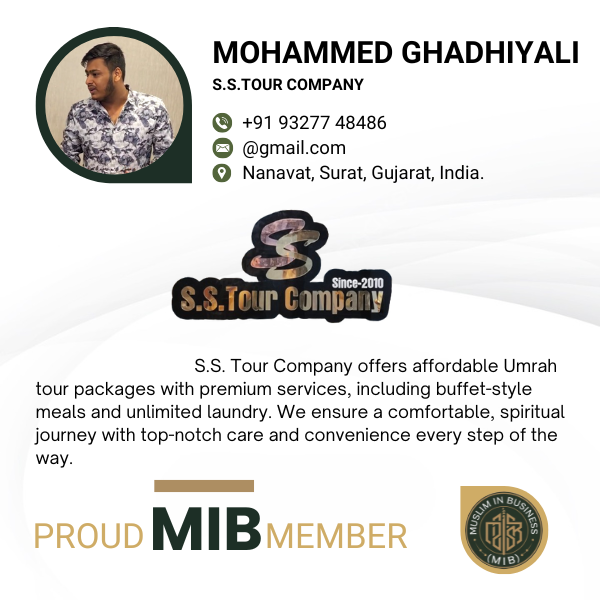 MOHAMMED GHADHIYALI
S.S.TOUR COMPANY
+91 93277 48486
@gmail.com
Nanavat, Surat, Gujarat, India.
SS
Since-2010
S.S.Tour Company
S.S. Tour Company offers affordable Umrah
tour packages with premium services, including buffet-style
meals and unlimited laundry. We ensure a comfortable, spiritual
journey with top-notch care and convenience every step of the
way.
PROUD MIB MEMBER
MUSLIM IN BUSINESS
(MIB)